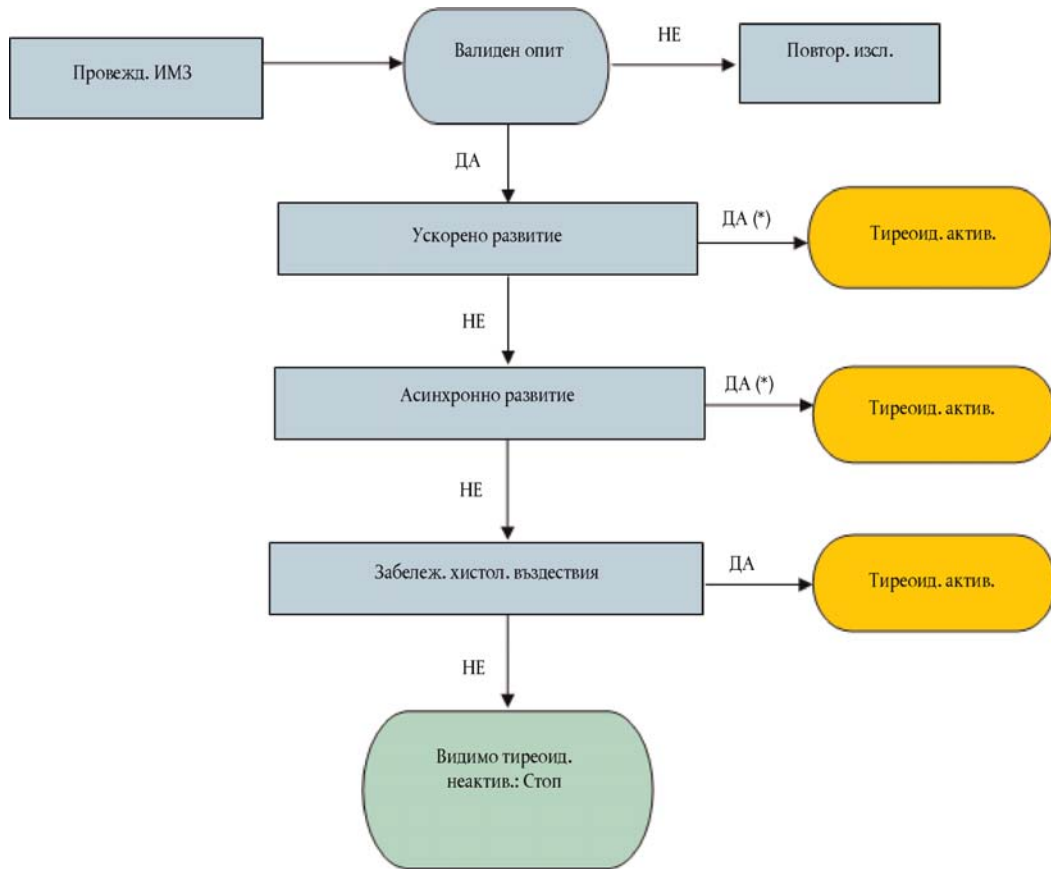 Провежд. ИМЗ
Валиден опит
НЕ
Повтор. изсл.
ДА
Ускорено развитие
ДА (*)
Тиреоид. актив.
НЕ
Асинхронно развитие
ДА (*)
Тиреоид. актив.
НЕ
Забележ. хистол. въздествия
ДА
Тиреоид. актив.
НЕ
Видимо тиреоид.
неактив.: Стоп